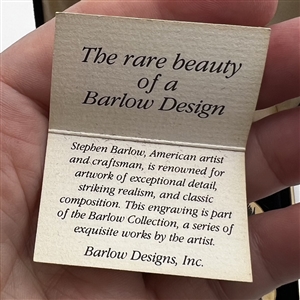 The rare beauty
of a
Barlow Design
Stephen Barlow, American artist
and craftsman, is renowned for
artwork of exceptional detail,
striking realism, and classic
composition. This engraving is part
of the Barlow Collection, a series of
exquisite works by the artist.
Barlow Designs, Inc.